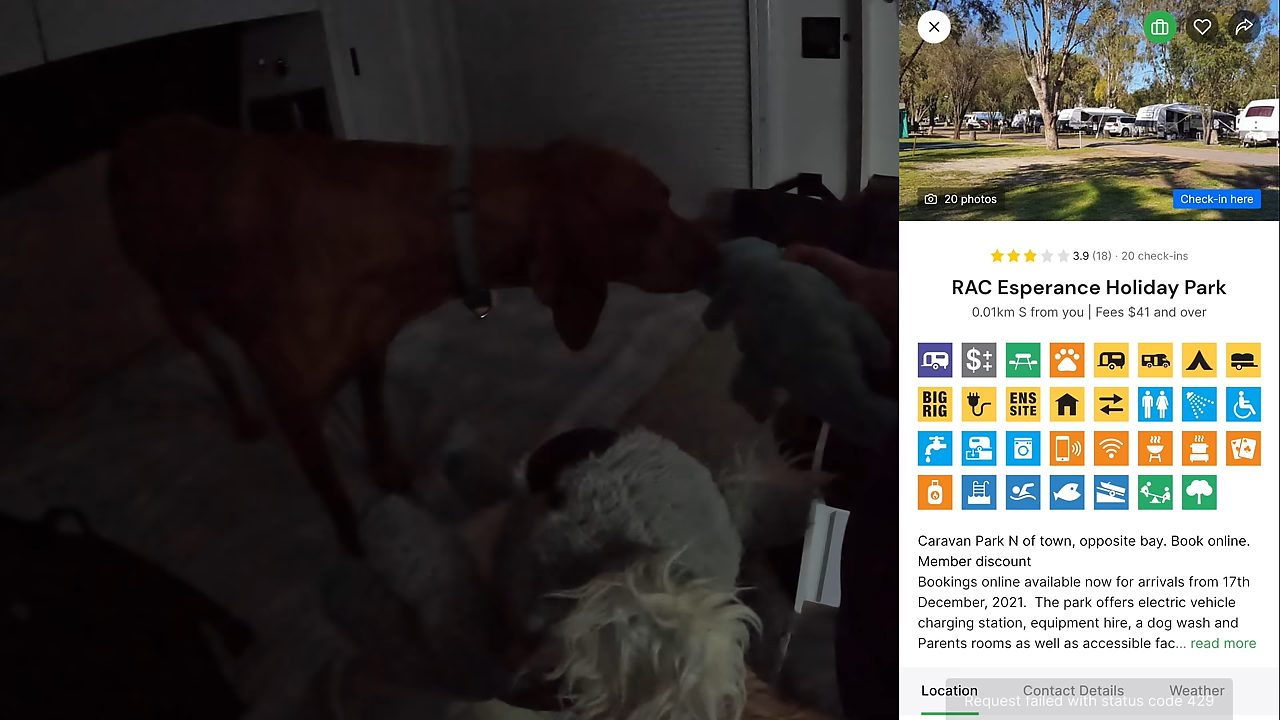 20 photos
Check-in here
3.9 (18) · 20 check-ins
RAC Esperance Holiday Park
0.01km S from you | Fees $41 and over
$±
BIG
RIG
ENS
SITE
Caravan Park N of town, opposite bay. Book online.
Member discount
Bookings online available now for arrivals from 17th
December, 2021. The park offers electric vehicle
charging station, equipment hire, a dog wash and
Parents rooms as well as accessible fac... read more
Location Contact Details Weather
Request failed with status code 429